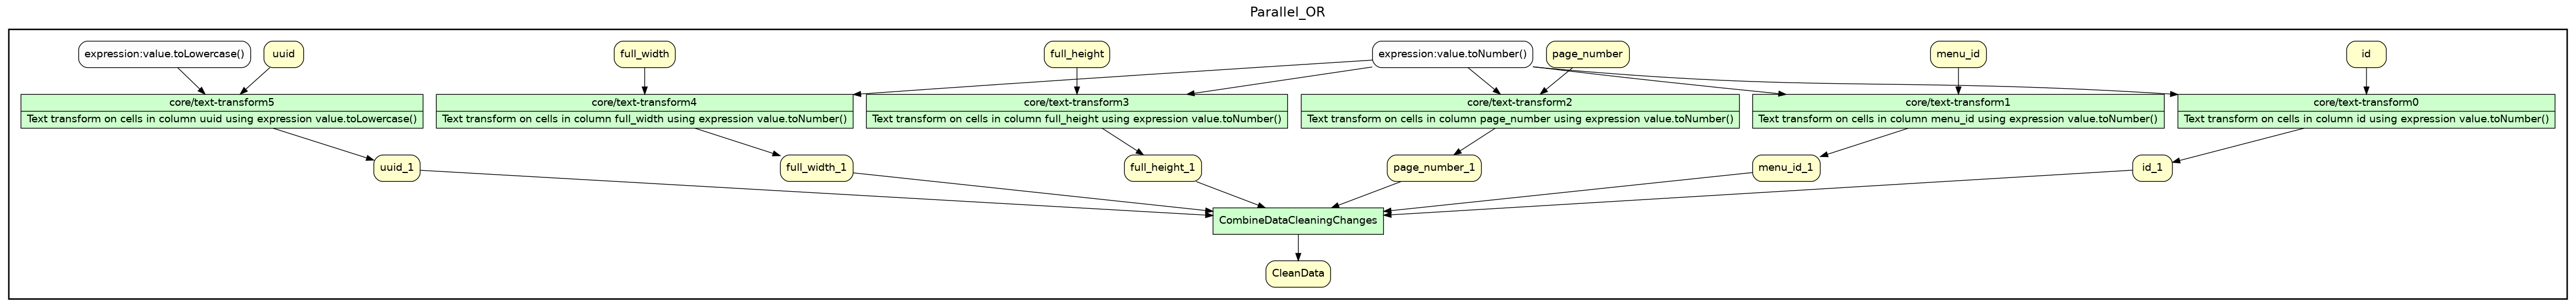 Parallel_OR
expression:value.toLowercase()
uuid
full_width
full_height
expression:value.toNumber()
page_number
menu_id
id
core/text-transform5
Text transform on cells in column uuid using expression value.toLowercase()
core/text-transform4
Text transform on cells in column full_width using expression value.toNumber()
core/text-transform3
Text transform on cells in column full_height using expression value.toNumber()
core/text-transform2
Text transform on cells in column page_number using expression value.toNumber()
core/text-transform1
Text transform on cells in column menu_id using expression value.toNumber()
core/text-transform0
Text transform on cells in column id using expression value.toNumber()
uuid_1
full_width_1
full_height_1
page_number_1
menu_id_1
id_1
CombineDataCleaningChanges
CleanData